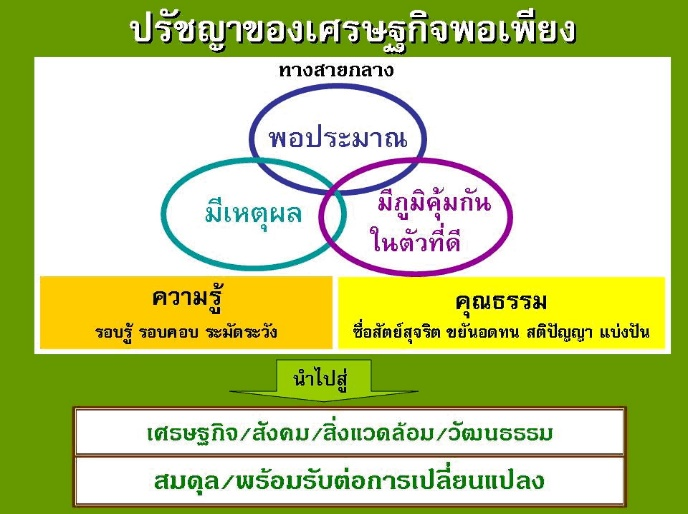 ปรัชญาของเศรษฐกิจพอเพียง
ทางสายกลาง
พอประมาณ
มีเหตุผล
มีภูมิคุ้มกัน
ในตัวที่ดี
ความรู้
รอบรู้ รอบคอบ ระมัดระวัง
คุณธรรม
ซื่อสัตย์สุจริต ขยันอดทน สติปัญญา แบ่งปัน
นำไปสู่
เศรษฐกิจ/สังคม/สิ่งแวดล้อม/วัฒนธรรม
สมดุล/พร้อมรับต่อการเปลี่ยนแปลง